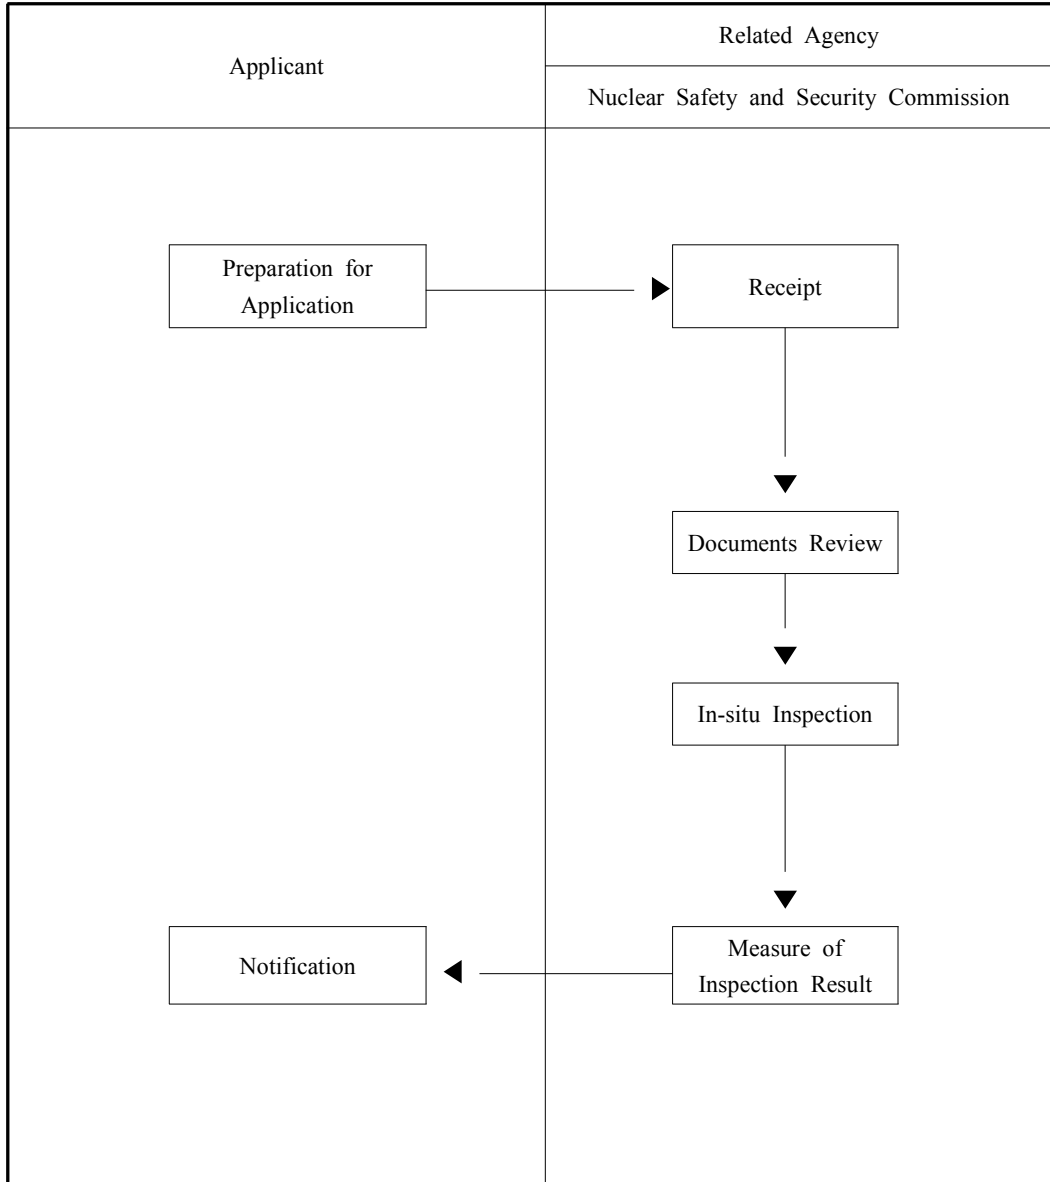 Applicant
Related Agency
Nuclear Safety and Security Commission
Preparation for
Application
Receipt
Documents Review
In-situ Inspection
Measure of
Inspection Result
Notification